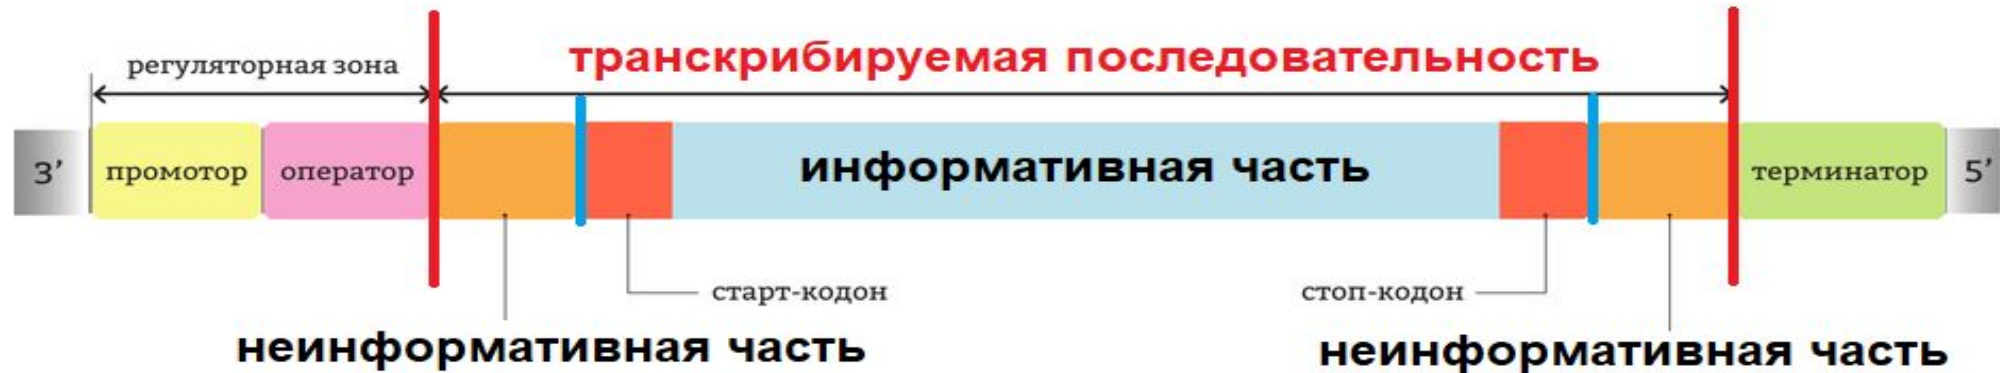 регуляторная зона
транскрибируемая последовательность
3’
промотор
оператор
информативная часть
терминатор
5’
старт-кодон
стоп-кодон
неинформативная часть
неинформативная часть